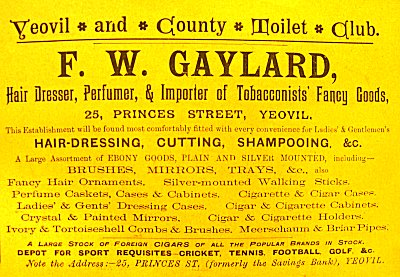 Yeovil and County Toilet Club.
F. W. GAYLARD,
Hair Dresser, Perfumer, & Importer of Tobacconists' Fancy Goods,
25, PRINCES STREET, YEOVIL.
This Establishment will be found most comfortably fitted with every convenience for Ladies' & Gentlemen's
HAIR-DRESSING, CUTTING, SHAMPOOING, &c.
A Large Assortment of EBONY GOODS, PLAIN AND SILVER MOUNTED, including—
BRUSHES, MIRRORS, TRAYS, &c., also
Fancy Hair Ornaments. Silver-mounted Walking Sticks.
Perfume Caskets, Cases & Cabinets. Cigarette & Cigar Cases.
Ladies' & Gents' Dressing Cases. Cigar & Cigarette Cabinets.
Crystal & Painted Mirrors. Cigar & Cigarette Holders.
Ivory & Tortoiseshell Combs & Brushes. Meerschaum & Briar Pipes.
A LARGE STOCK OF FOREIGN CIGARS OF ALL THE POPULAR BRANDS IN STOCK.
DEPOT FOR SPORT REQUISITES CRICKET, TENNIS, FOOTBALL, GOLF, &c.
Note the Address:—25, PRINCES ST, (formerly the Savings Bank), YEOVIL.